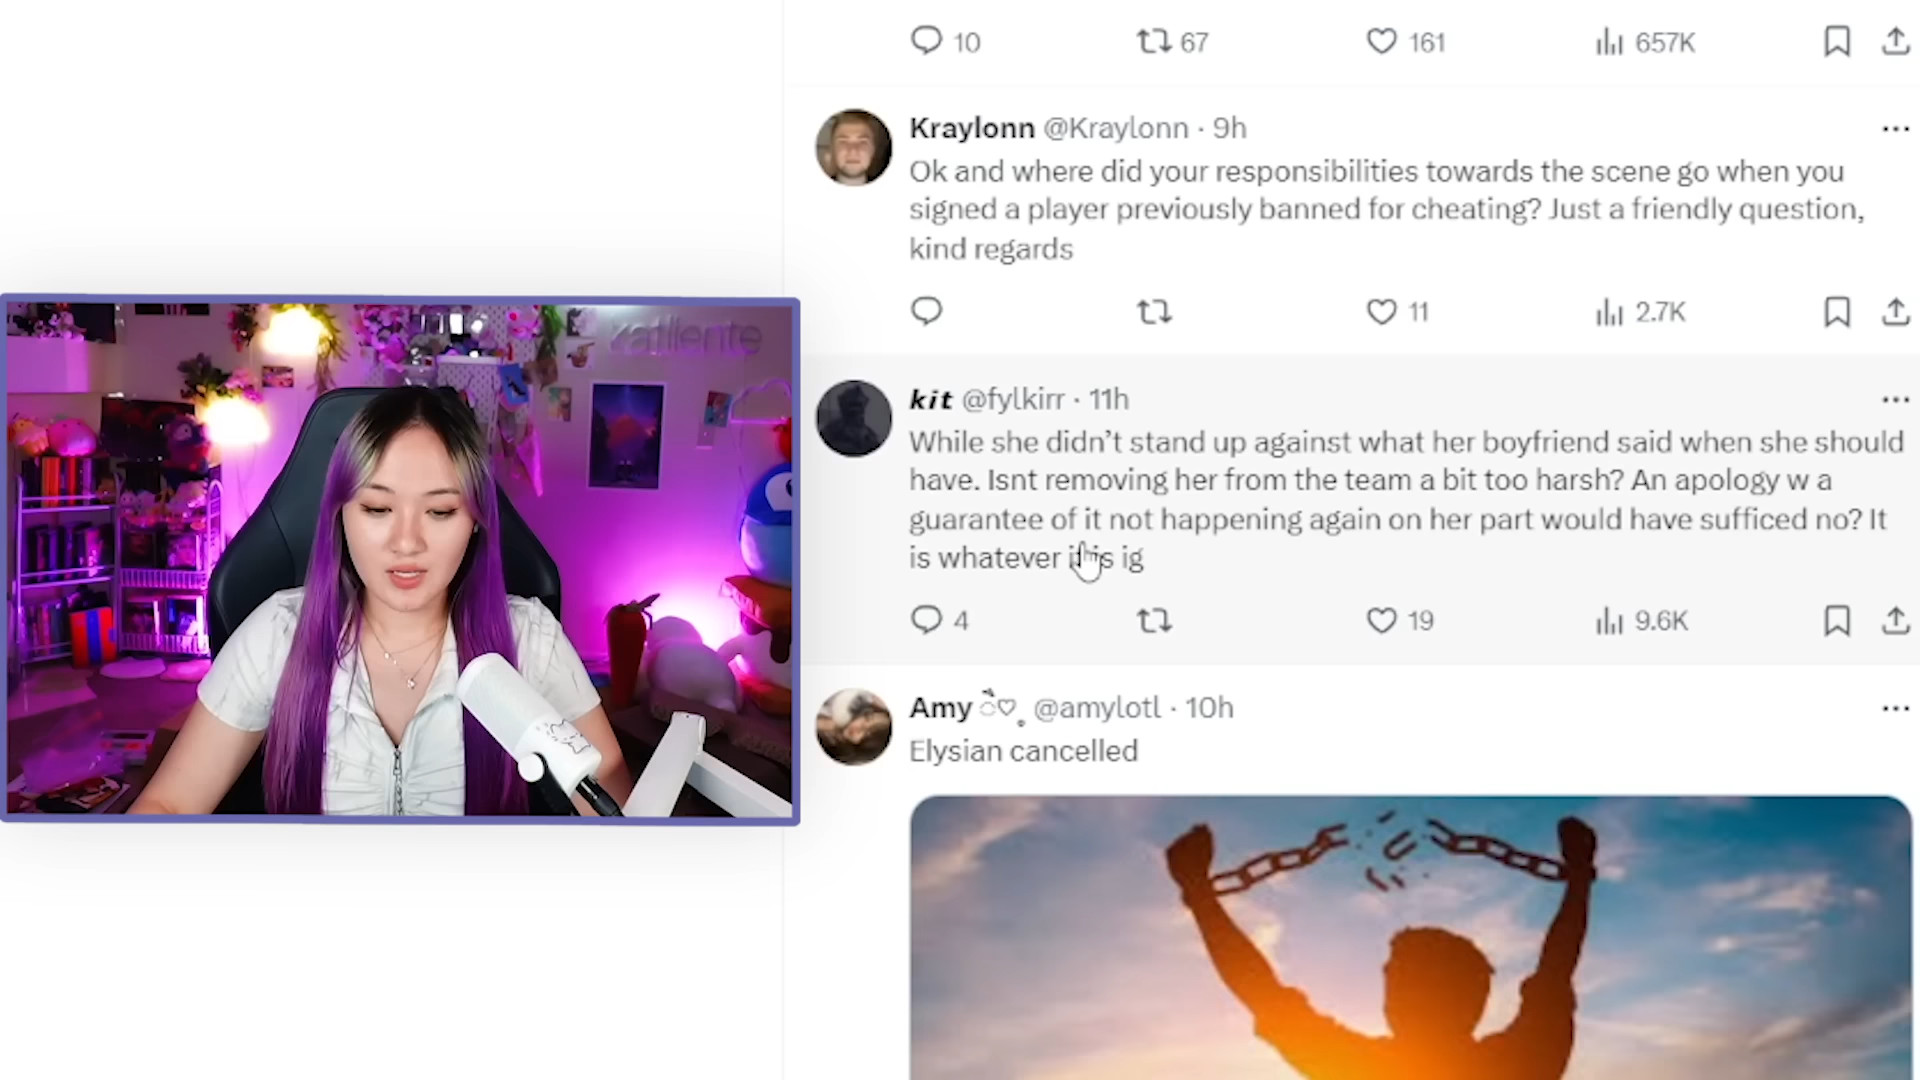 10 67 161 657K
Kraylonn @Kraylonn · 9h
Ok and where did your responsibilities towards the scene go when you
signed a player previously banned for cheating? Just a friendly question,
kind regards
11 2.7K
katliente
kit @fylkirr · 11h
While she didn’t stand up against what her boyfriend said when she should
have. Isnt removing her from the team a bit too harsh? An apology w a
guarantee of it not happening again on her part would have sufficed no? It
is whatever it is ig
4 19 9.6K
Amy @amylotl · 10h
Elysian cancelled